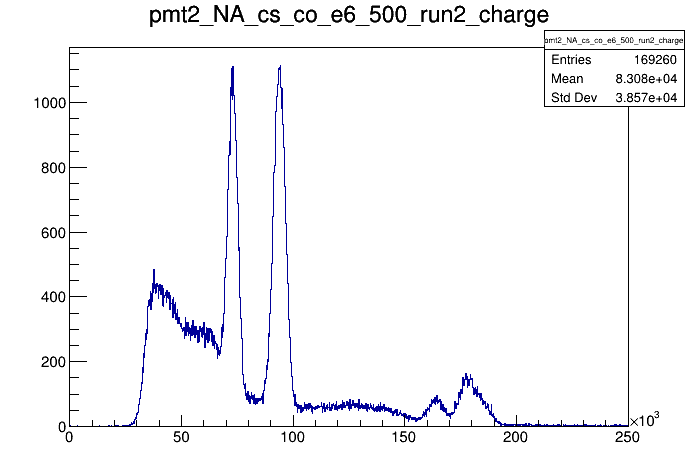 pmt2_NA_cs_co_e6_500_run2_charge
pmt2_NA_cs_co_e6_500_run2_charge
Entries 169260
Mean 8.308e+04
Std Dev 3.857e+04
1000
800
600
400
200
0
0 50 100 150 200 250 ×10³